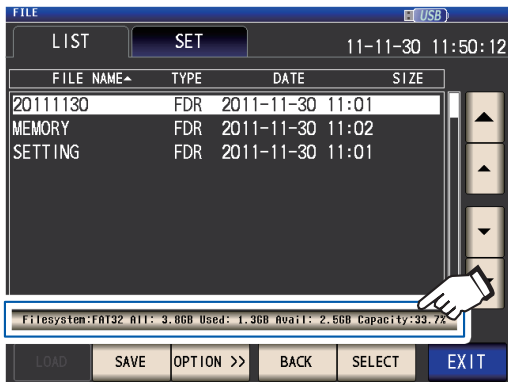 FILE USB
LIST SET 11-11-30 11:50:12
FILE NAME▲ TYPE DATE SIZE
20111130 FDR 2011-11-30 11:01
MEMORY FDR 2011-11-30 11:02
SETTING FDR 2011-11-30 11:01
Filesystem:FAT32 All: 3.8GB Used: 1.3GB Avail: 2.5GB Capacity:33.7%
LOAD SAVE OPTION >> BACK SELECT EXIT